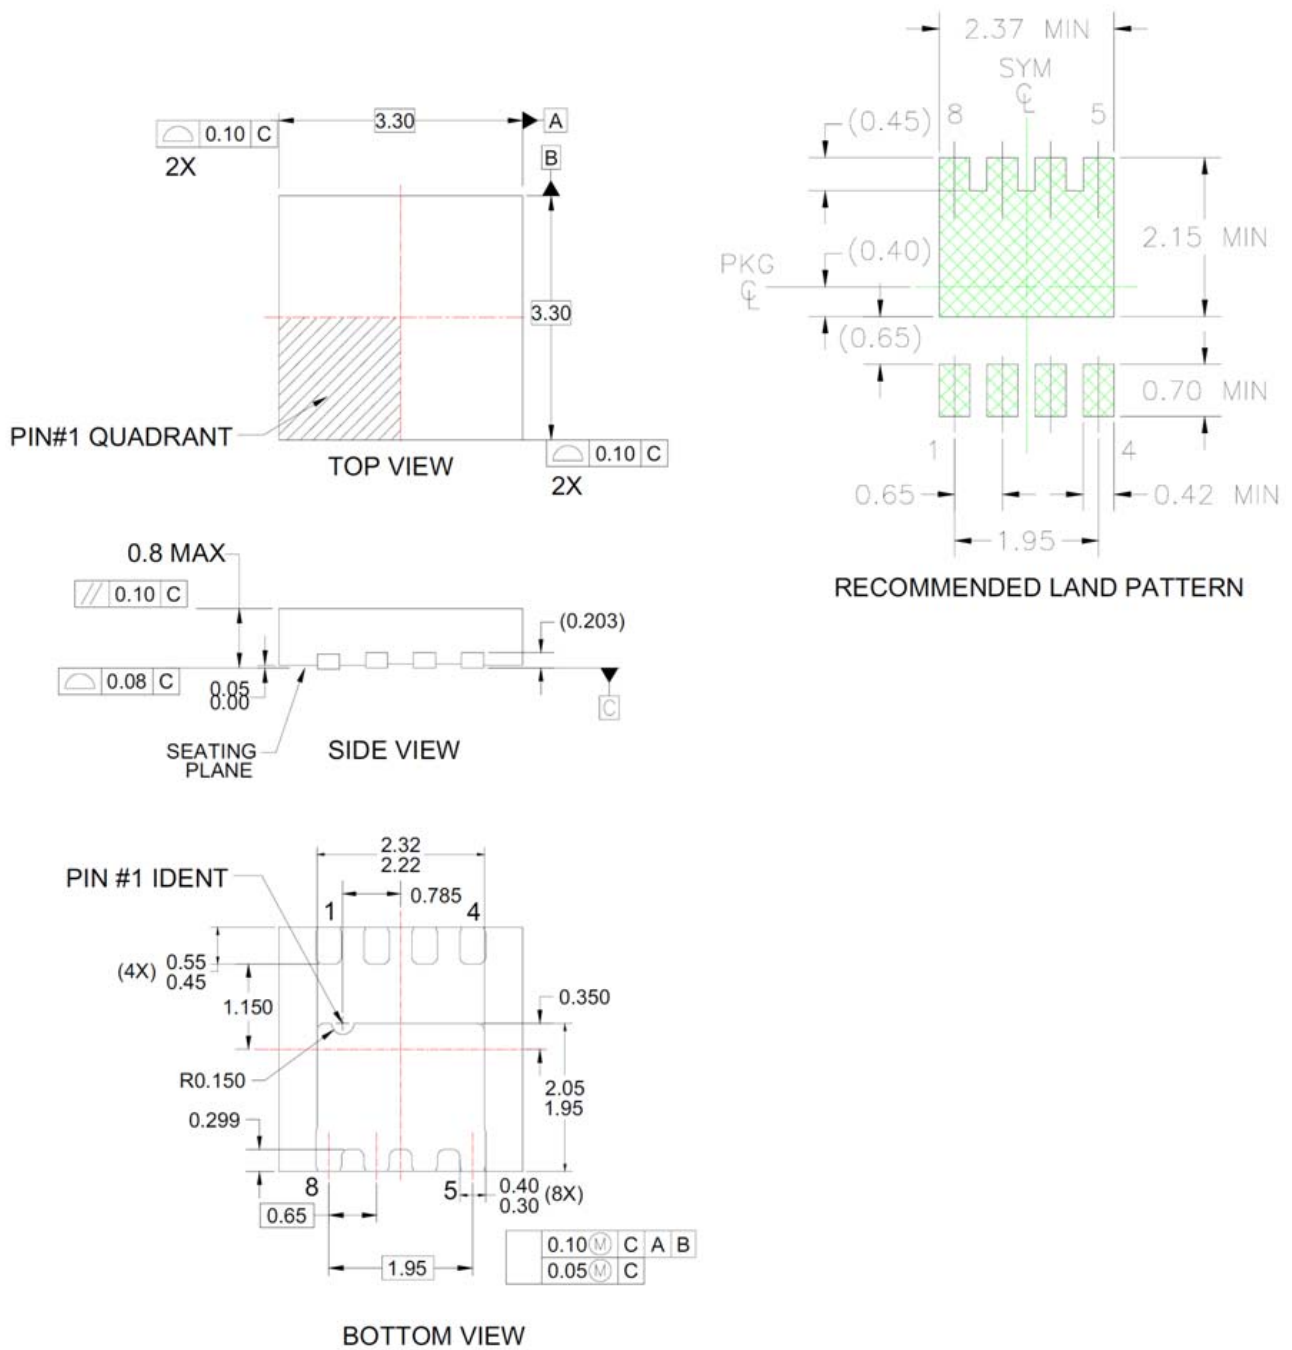 3.30
A
⌓ 0.10 C
2X
B
3.30
PIN#1 QUADRANT
TOP VIEW
⌓ 0.10 C
2X
2.37 MIN
SYM
℄
(0.45)
8
5
2.15 MIN
(0.40)
PKG
℄
(0.65)
0.70 MIN
1
4
0.65
0.42 MIN
1.95
RECOMMENDED LAND PATTERN
0.8 MAX
// 0.10 C
(0.203)
⌓ 0.08 C
0.05
0.00
C
SEATING
PLANE
SIDE VIEW
2.32
2.22
PIN #1 IDENT
0.785
1
4
(4X) 0.55
0.45
1.150
0.350
R0.150
2.05
1.95
0.299
8
5
0.40
0.30 (8X)
0.65
1.95
0.10Ⓜ C A B
0.05Ⓜ C
BOTTOM VIEW